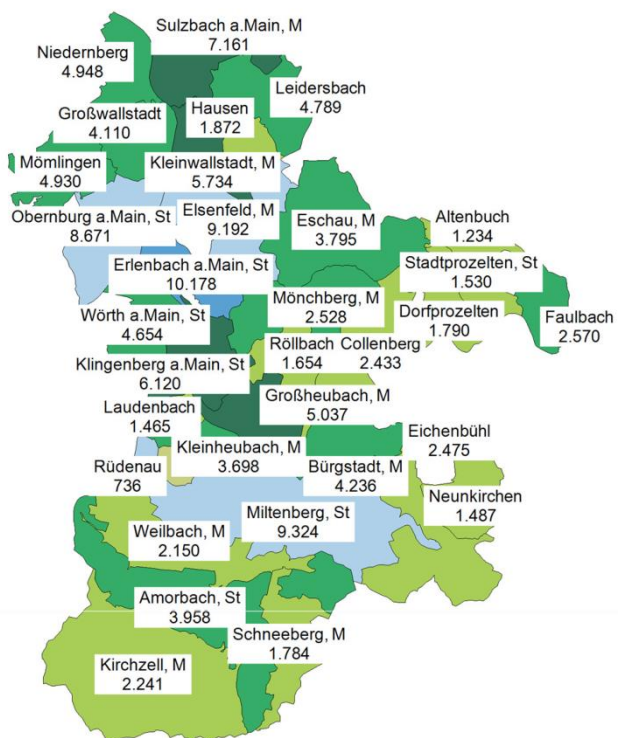 Sulzbach a.Main, M
7.161
Niedernberg
4.948
Leidersbach
4.789
Hausen
1.872
Großwallstadt
4.110
Mömlingen
4.930
Kleinwallstadt, M
5.734
Obernburg a.Main, St
8.671
Elsenfeld, M
9.192
Eschau, M
3.795
Altenbuch
1.234
Stadtprozelten, St
1.530
Erlenbach a.Main, St
10.178
Mönchberg, M
2.528
Dorfprozelten
1.790
Faulbach
2.570
Wörth a.Main, St
4.654
Röllbach
1.654
Collenberg
2.433
Klingenberg a.Main, St
6.120
Großheubach, M
5.037
Laudenbach
1.465
Eichenbühl
2.475
Kleinheubach, M
3.698
Rüdenau
736
Bürgstadt, M
4.236
Neunkirchen
1.487
Miltenberg, St
9.324
Weilbach, M
2.150
Amorbach, St
3.958
Schneeberg, M
1.784
Kirchzell, M
2.241